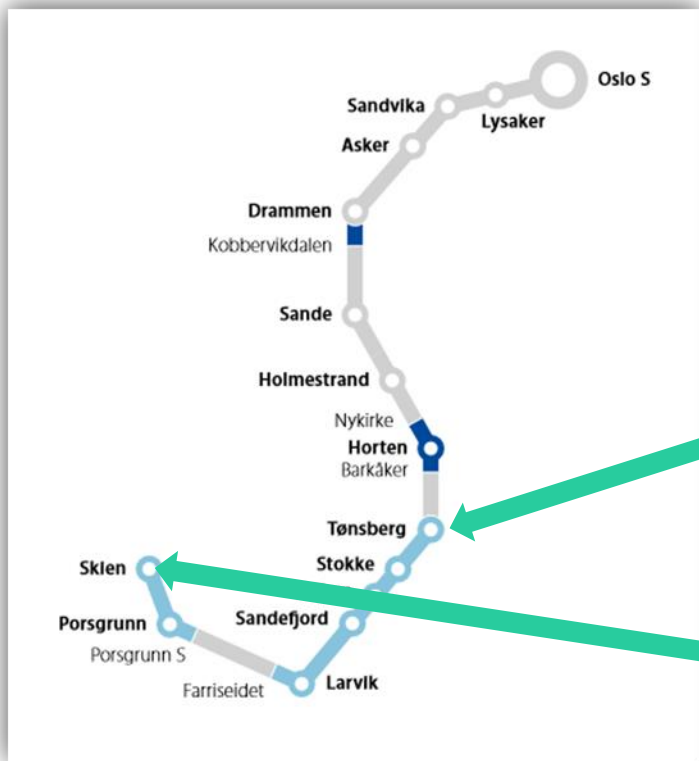 Oslo S
Sandvika
Lysaker
Asker
Drammen
Kobbervikdalen
Sande
Holmestrand
Nykirke
Horten
Barkåker
Tønsberg
Stokke
Skien
Sandefjord
Porsgrunn
Porsgrunn S
Larvik
Farriseidet